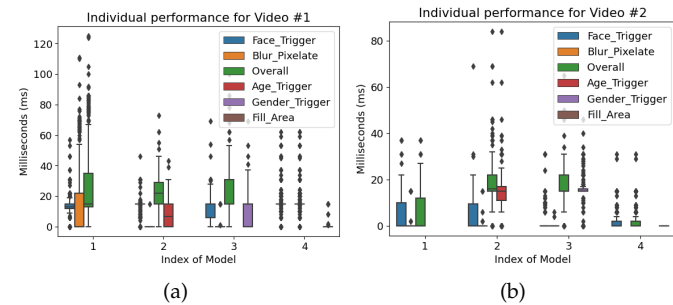 Individual performance for Video #1
Milliseconds (ms)
120
100
80
60
40
20
0
Face_Trigger
Blur_Pixelate
Overall
Age_Trigger
Gender_Trigger
Fill_Area
1 2 3 4
Index of Model
(a)
Individual performance for Video #2
Milliseconds (ms)
80
60
40
20
0
Face_Trigger
Blur_Pixelate
Overall
Age_Trigger
Gender_Trigger
Fill_Area
1 2 3 4
Index of Model
(b)